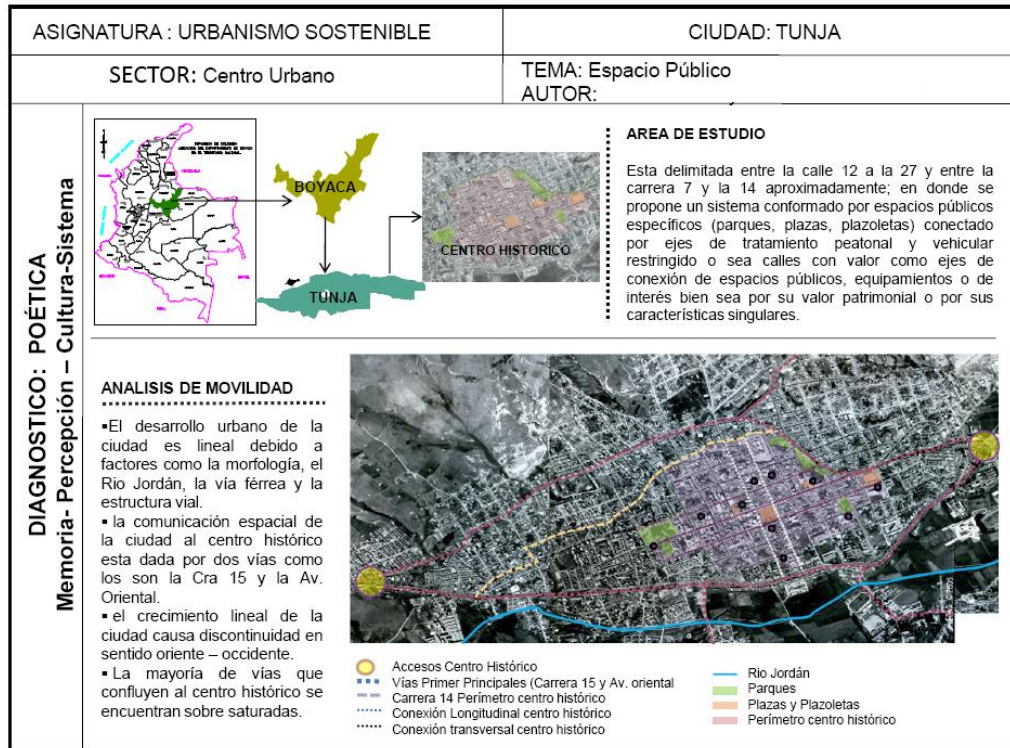 ASIGNATURA : URBANISMO SOSTENIBLE
CIUDAD: TUNJA
SECTOR: Centro Urbano
TEMA: Espacio Público
AUTOR:
DIAGNOSTICO: POÉTICA
Memoria- Percepción – Cultura-Sistema
BOYACA
TUNJA
CENTRO HISTORICO
AREA DE ESTUDIO
Esta delimitada entre la calle 12 a la 27 y entre la
carrera 7 y la 14 aproximadamente; en donde se
propone un sistema conformado por espacios públicos
específicos (parques, plazas, plazoletas) conectado
por ejes de tratamiento peatonal y vehicular
restringido o sea calles con valor como ejes de
conexión de espacios públicos, equipamientos o de
interés bien sea por su valor patrimonial o por sus
características singulares.
ANALISIS DE MOVILIDAD
▪El desarrollo urbano de la
ciudad es lineal debido a
factores como la morfología, el
Rio Jordán, la vía férrea y la
estructura vial.
▪ la comunicación espacial de
la ciudad al centro histórico
esta dada por dos vías como
los son la Cra 15 y la Av.
Oriental.
▪ el crecimiento lineal de la
ciudad causa discontinuidad en
sentido oriente – occidente.
▪ La mayoría de vías que
confluyen al centro histórico se
encuentran sobre saturadas.
Accesos Centro Histórico
Vías Primer Principales (Carrera 15 y Av. oriental
Carrera 14 Perímetro centro histórico
Conexión Longitudinal centro histórico
Conexión transversal centro histórico
Rio Jordán
Parques
Plazas y Plazoletas
Perímetro centro histórico